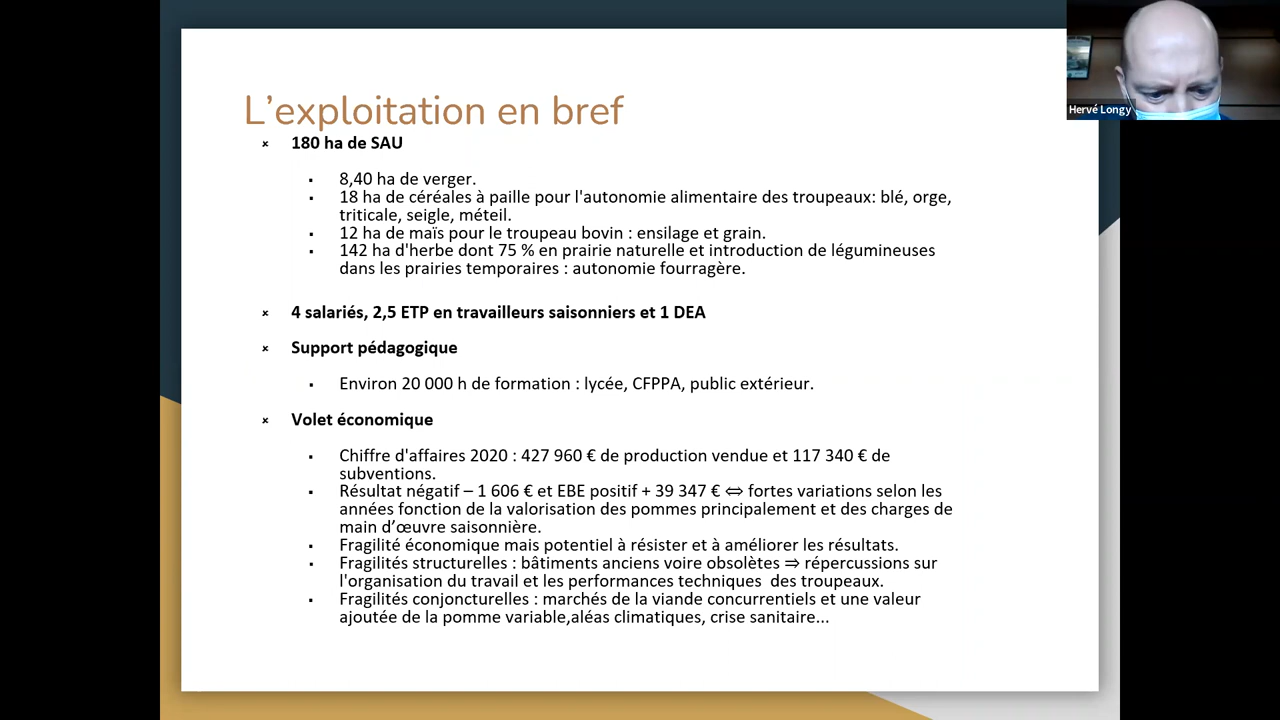 Hervé Longy
L'exploitation en bref
180 ha de SAU
8,40 ha de verger.
18 ha de céréales à paille pour l'autonomie alimentaire des troupeaux: blé, orge,
triticale, seigle, méteil.
12 ha de maïs pour le troupeau bovin : ensilage et grain.
142 ha d'herbe dont 75 % en prairie naturelle et introduction de légumineuses
dans les prairies temporaires : autonomie fourragère.
4 salariés, 2,5 ETP en travailleurs saisonniers et 1 DEA
Support pédagogique
Environ 20 000 h de formation : lycée, CFPPA, public extérieur.
Volet économique
Chiffre d'affaires 2020 : 427 960 € de production vendue et 117 340 € de
subventions.
Résultat négatif – 1 606 € et EBE positif + 39 347 € ⇔ fortes variations selon les
années fonction de la valorisation des pommes principalement et des charges de
main d’œuvre saisonnière.
Fragilité économique mais potentiel à résister et à améliorer les résultats.
Fragilités structurelles : bâtiments anciens voire obsolètes ⇒ répercussions sur
l'organisation du travail et les performances techniques  des troupeaux.
Fragilités conjoncturelles : marchés de la viande concurrentiels et une valeur
ajoutée de la pomme variable,aléas climatiques, crise sanitaire...